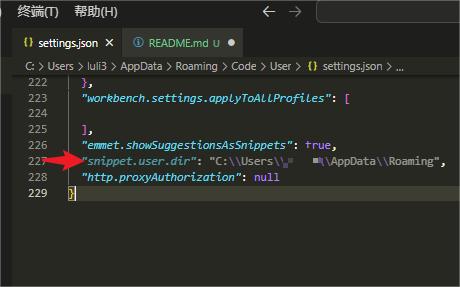 终端(T) 帮助(H)
settings.json README.md U
C: > Users > luli3 > AppData > Roaming > Code > User > {} settings.json > ...
222 },
223 "workbench.settings.applyToAllProfiles": [
224
225 ],
226 "emmet.showSuggestionsAsSnippets": true,
227 "snippet.user.dir": "C:\\Users\\ \\AppData\\Roaming",
228 "http.proxyAuthorization": null
229 }